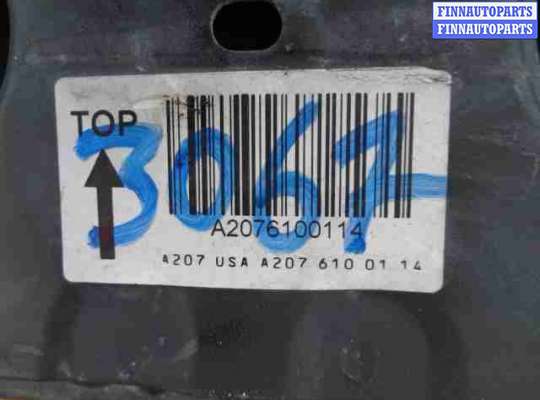 FINNAUTOPARTS
FINNAUTOPARTS
TOP
3067
A2076100114
A207 USA A207 610 01 14